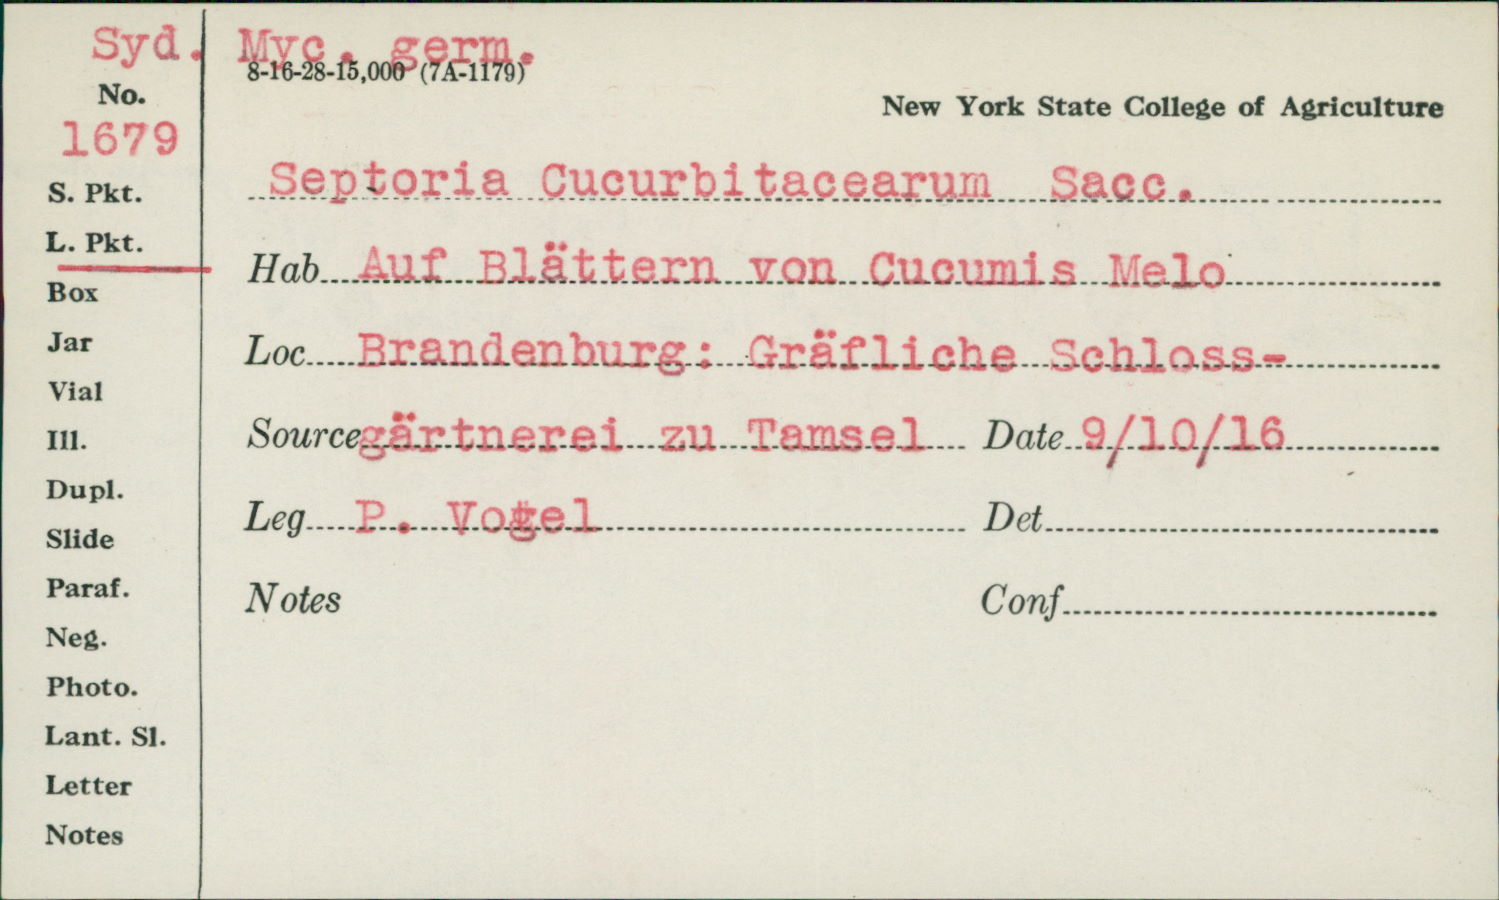 Syd. Myc. germ.
8-16-28-15,000 (7A-1179)
No.
New York State College of Agriculture
1679
Septoria Cucurbitacearum Sacc.
S. Pkt.
L. Pkt.
Hab Auf Blättern von Cucumis Melo
Box
Jar
Loc Brandenburg: Gräfliche Schloss-
Vial
Ill.
Source gärtnerei zu Tamsel Date 9/10/16
Dupl.
Leg P. Vogel Det
Slide
Paraf.
Notes Conf
Neg.
Photo.
Lant. Sl.
Letter
Notes